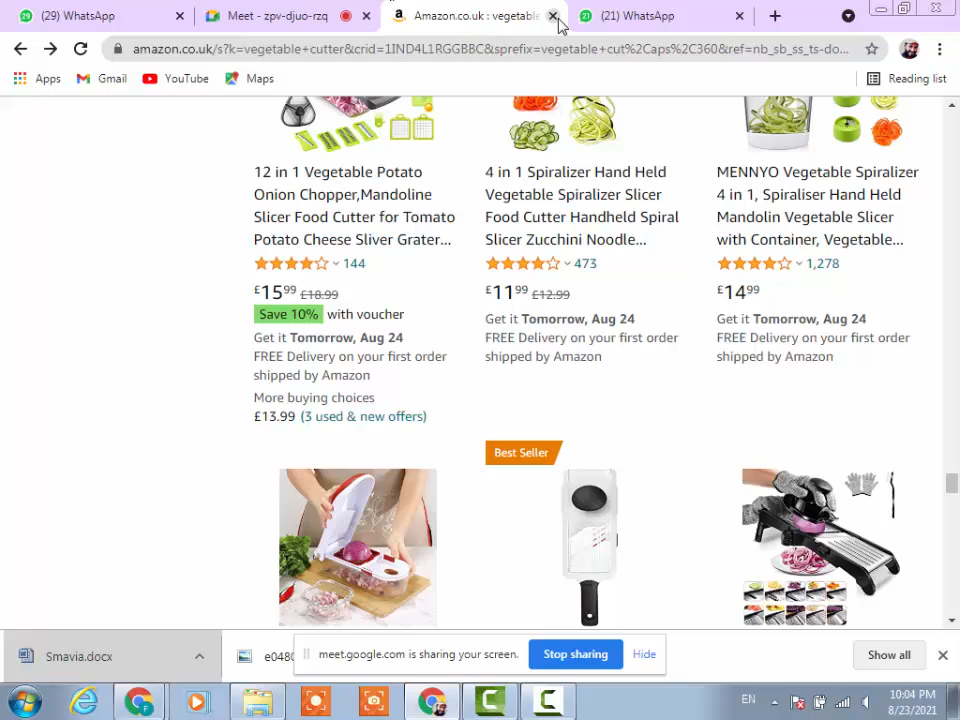 (29) WhatsApp
Meet - zpv-djuo-rzq
Amazon.co.uk : vegetable
(21) WhatsApp
amazon.co.uk/s?k=vegetable+cutter&crid=1IND4L1RGGBBC&sprefix=vegetable+cut%2Caps%2C360&ref=nb_sb_ss_ts-do...
Apps
Gmail
YouTube
Maps
Reading list
12 in 1 Vegetable Potato
Onion Chopper,Mandoline
Slicer Food Cutter for Tomato
Potato Cheese Sliver Grater...
144
£15.99 £18.99
Save 10% with voucher
Get it Tomorrow, Aug 24
FREE Delivery on your first order
shipped by Amazon
More buying choices
£13.99 (3 used & new offers)
4 in 1 Spiralizer Hand Held
Vegetable Spiralizer Slicer
Food Cutter Handheld Spiral
Slicer Zucchini Noodle...
473
£11.99 £12.99
Get it Tomorrow, Aug 24
FREE Delivery on your first order
shipped by Amazon
MENNYO Vegetable Spiralizer
4 in 1, Spiraliser Hand Held
Mandolin Vegetable Slicer
with Container, Vegetable...
1,278
£14.99
Get it Tomorrow, Aug 24
FREE Delivery on your first order
shipped by Amazon
Best Seller
Smavia.docx
e0480
meet.google.com is sharing your screen.
Stop sharing
Hide
Show all
EN
10:04 PM
8/23/2021